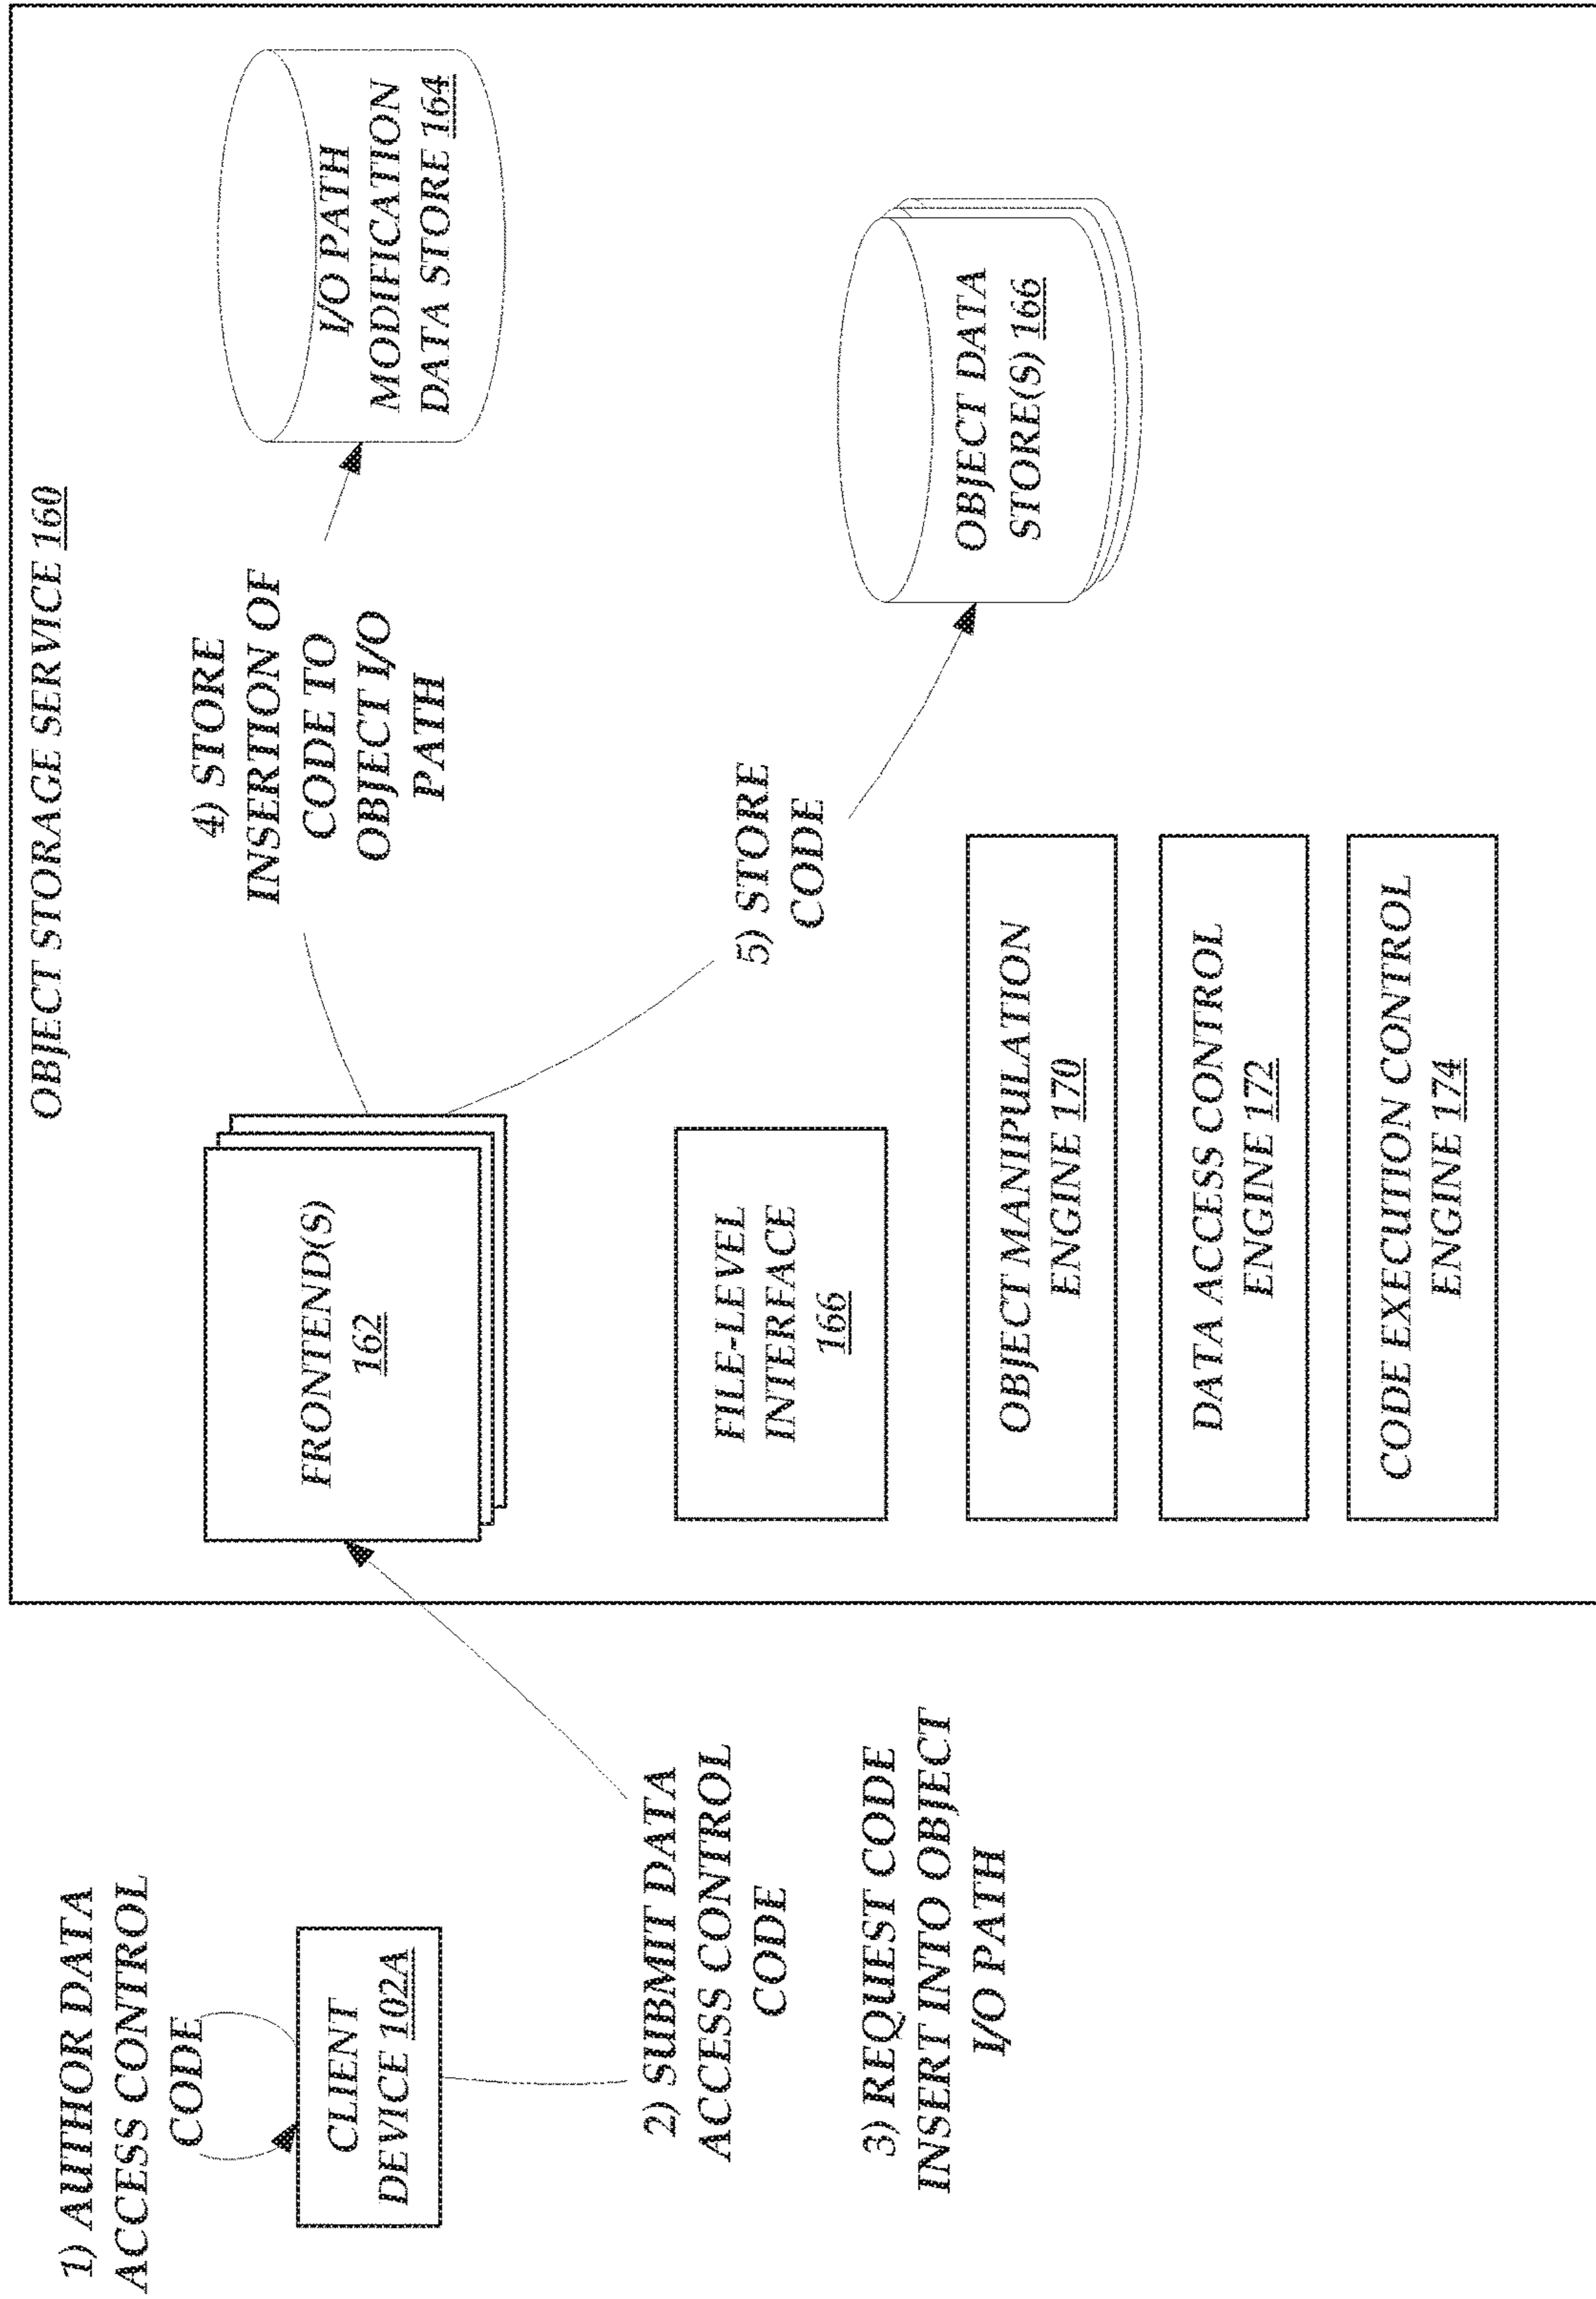 OBJECT STORAGE SERVICE 160
1) AUTHOR DATA
ACCESS CONTROL
CODE
CLIENT
DEVICE 102A
2) SUBMIT DATA
ACCESS CONTROL
CODE
3) REQUEST CODE
INSERT INTO OBJECT
I/O PATH
FRONTEND(S)
162
4) STORE
INSERTION OF
CODE TO
OBJECT I/O
PATH
I/O PATH
MODIFICATION
DATA STORE 164
5) STORE
CODE
OBJECT DATA
STORE(S) 166
FILE-LEVEL
INTERFACE
166
OBJECT MANIPULATION
ENGINE 170
DATA ACCESS CONTROL
ENGINE 172
CODE EXECUTION CONTROL
ENGINE 174